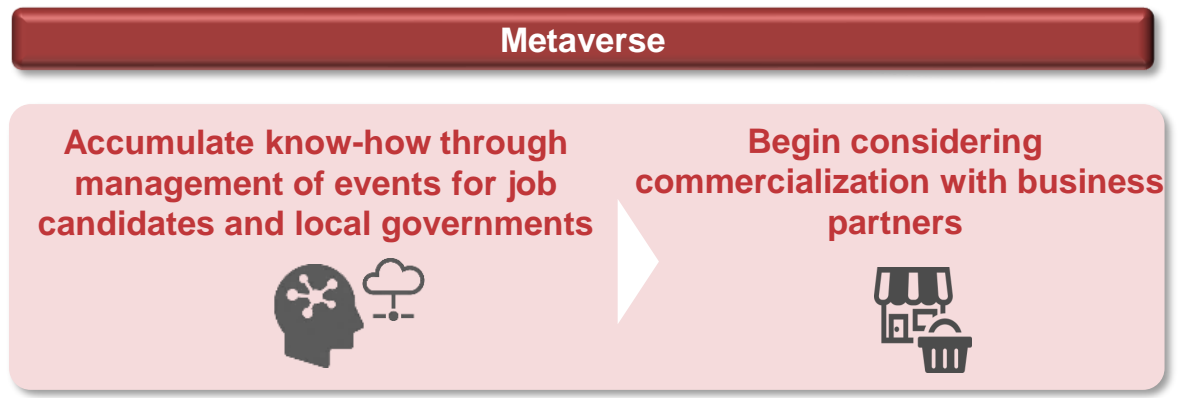 Metaverse
Accumulate know-how through
management of events for job
candidates and local governments
Begin considering
commercialization with business
partners